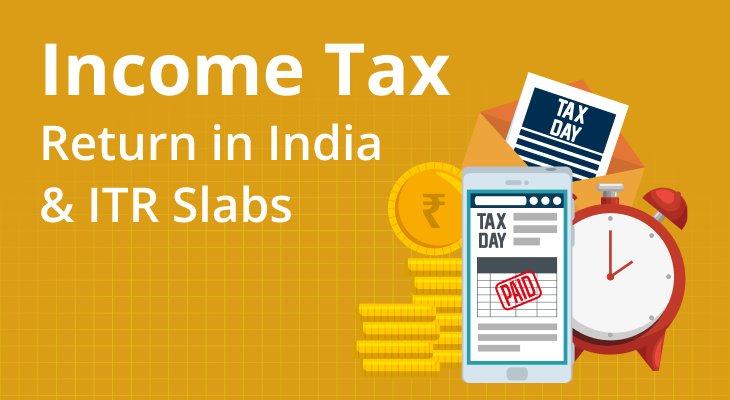 Income Tax
Return in India
& ITR Slabs
TAX
DAY
₹
TAX
DAY
PAID